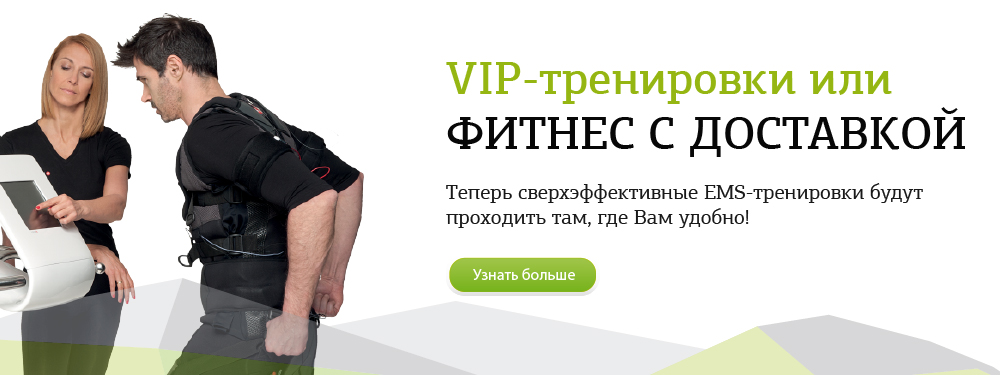 VIP-тренировки или
ФИТНЕС С ДОСТАВКОЙ
Теперь сверхэффективные EMS-тренировки будут
проходить там, где Вам удобно!
Узнать больше